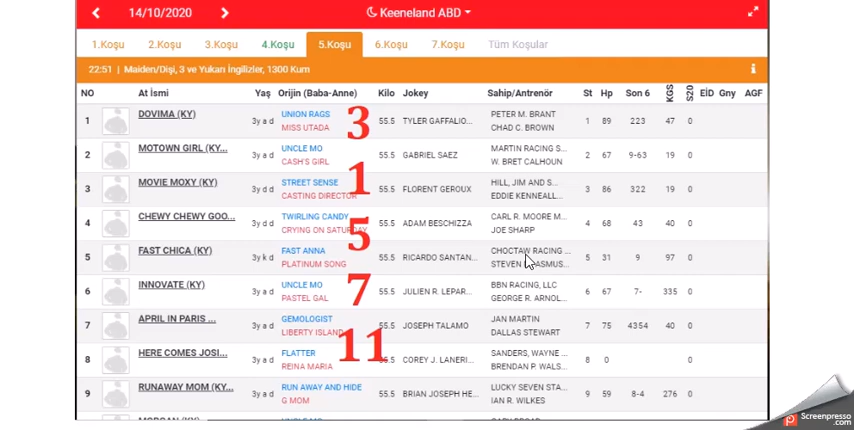 14/10/2020 Keeneland ABD
1.Koşu 2.Koşu 3.Koşu 4.Koşu 5.Koşu 6.Koşu 7.Koşu Tüm Koşular
22:51 | Maiden/Dişi, 3 ve Yukarı İngilizler, 1300 Kum
NO At İsmi Yaş Orijin (Baba-Anne) Kilo Jokey Sahip/Antrenör St Hp Son 6 KGS S20 EİD Gny AGF
1 DOVIMA (KY) 3y a d UNION RAGS 55.5 TYLER GAFFALIO... PETER M. BRANT 1 89 223 47 0
MISS UTADA CHAD C. BROWN
3
2 MOTOWN GIRL (KY... 3y a d UNCLE MO 55.5 GABRIEL SAEZ MARTIN RACING S... 2 67 9-63 19 0
CASH'S GIRL W. BRET CALHOUN
1
3 MOVIE MOXY (KY) 3y d d STREET SENSE 55.5 FLORENT GEROUX HILL, JIM AND S... 3 86 322 19 0
CASTING DIRECTOR EDDIE KENNEALL...
4 CHEWY CHEWY GOO... 3y d d TWIRLING CANDY 55.5 ADAM BESCHIZZA CARL R. MOORE M... 4 68 43 40 0
CRYING ON SATURDAY JOE SHARP
5
5 FAST CHICA (KY) 3y k d FAST ANNA 55.5 RICARDO SANTAN... CHOCTAW RACING ... 5 31 9 97 0
PLATINUM SONG STEVEN ASMUS...
6 INNOVATE (KY) 3y a d UNCLE MO 55.5 JULIEN R. LEPAR... BBN RACING, LLC 6 67 7- 335 0
PASTEL GAL GEORGE R. ARNOL...
7
7 APRIL IN PARIS ... 3y a d GEMOLOGIST 55.5 JOSEPH TALAMO JAN MARTIN 7 75 4354 40 0
LIBERTY ISLAND DALLAS STEWART
11
8 HERE COMES JOSI... 3y a d FLATTER COREY J. LANERI... SANDERS, WAYNE ... 8 0 0
REINA MARIA BRENDAN P. WALS...
9 RUNAWAY MOM (KY... 3y a d RUN AWAY AND HIDE 55.5 BRIAN JOSEPH HE... LUCKY SEVEN STA... 9 59 8-4 276 0
G MOM IAN R. WILKES
Screenpresso
.com